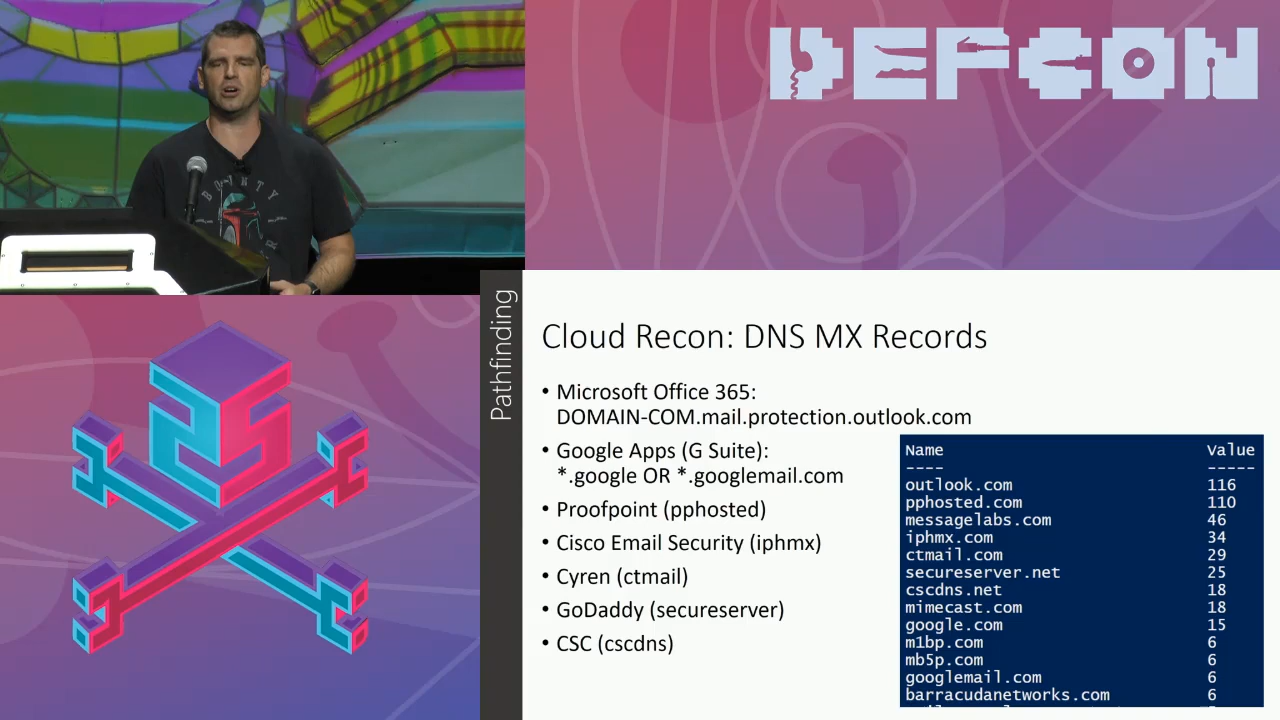 DEFCON
BOUNTY
Pathfinding
Cloud Recon: DNS MX Records
• Microsoft Office 365:
DOMAIN-COM.mail.protection.outlook.com
• Google Apps (G Suite):
*.google OR *.googlemail.com
• Proofpoint (pphosted)
• Cisco Email Security (iphmx)
• Cyren (ctmail)
• GoDaddy (secureserver)
• CSC (cscdns)
Name Value
---- -----
outlook.com 116
pphosted.com 110
messagelabs.com 46
iphmx.com 34
ctmail.com 29
secureserver.net 25
cscdns.net 18
mimecast.com 18
google.com 15
m1bp.com 6
mb5p.com 6
googlemail.com 6
barracudanetworks.com 6